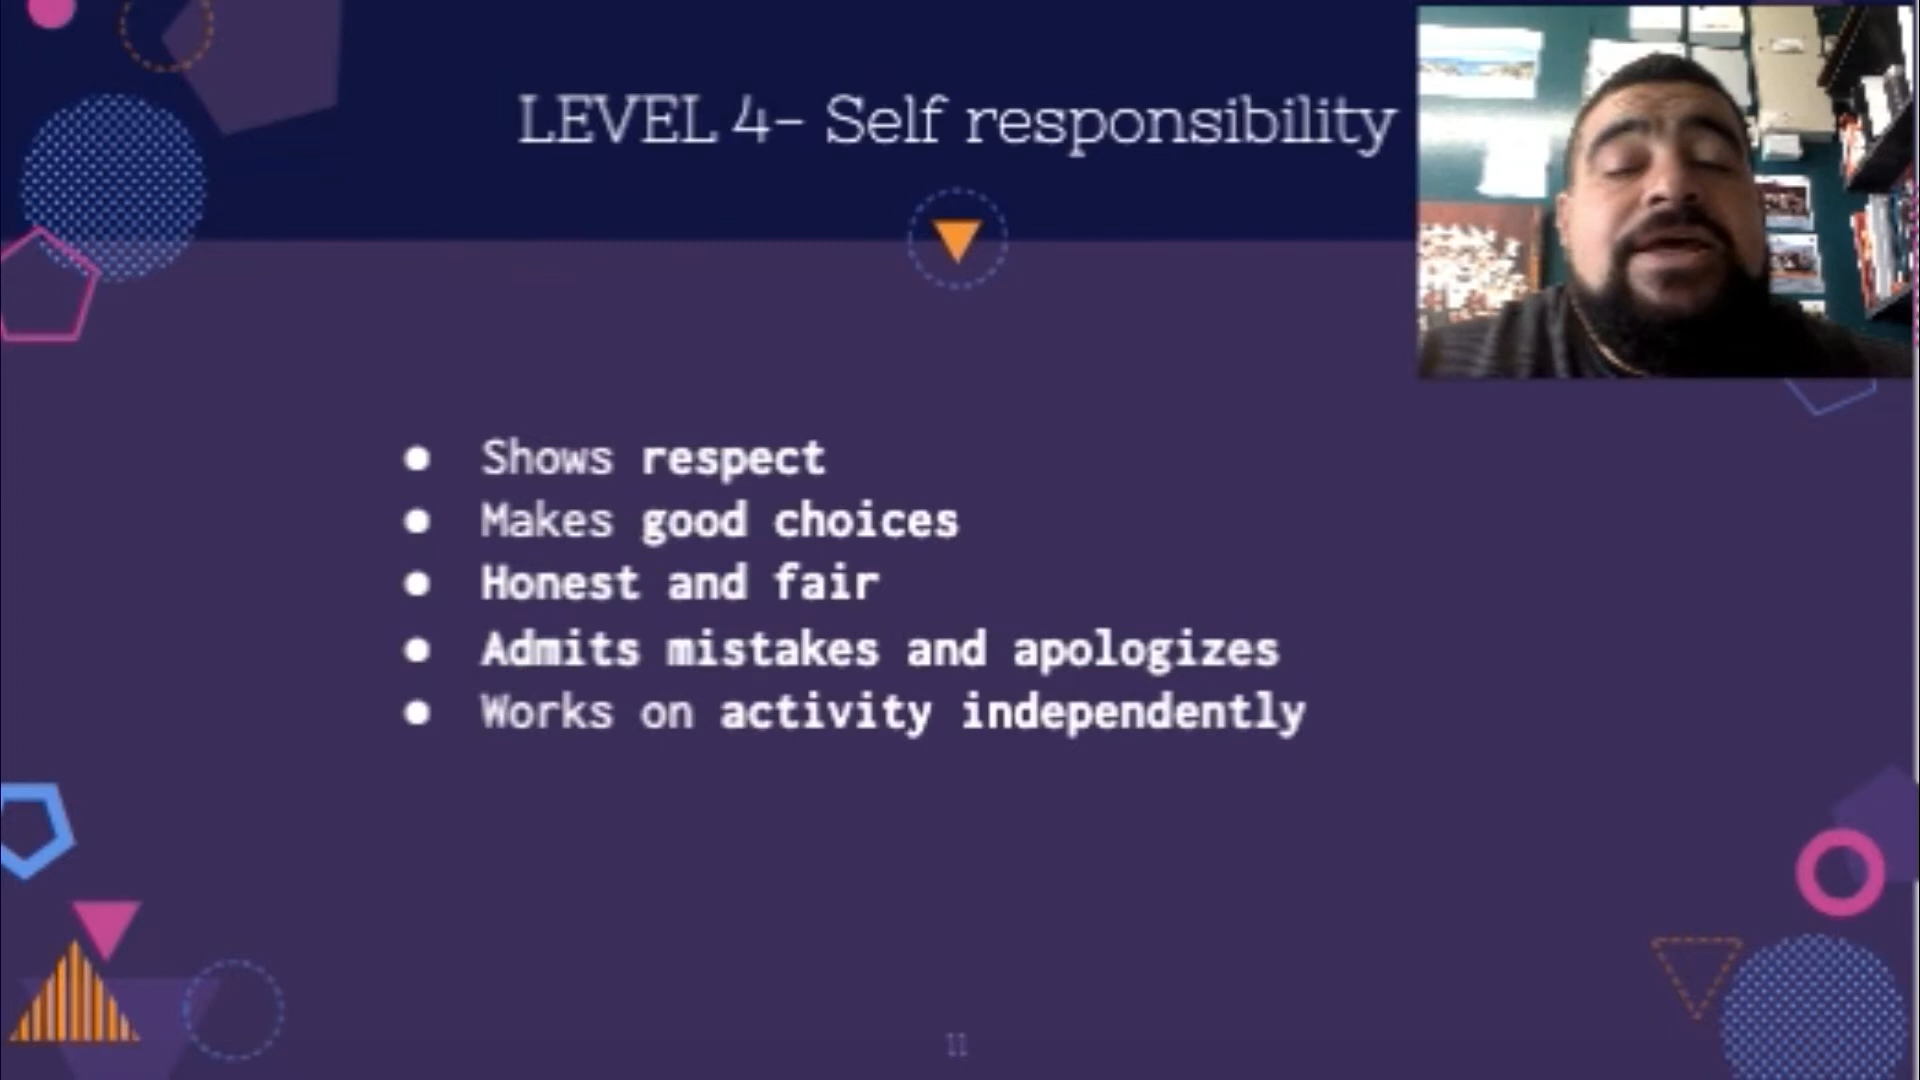 LEVEL 4- Self responsibility
● Shows respect
● Makes good choices
● Honest and fair
● Admits mistakes and apologizes
● Works on activity independently
11